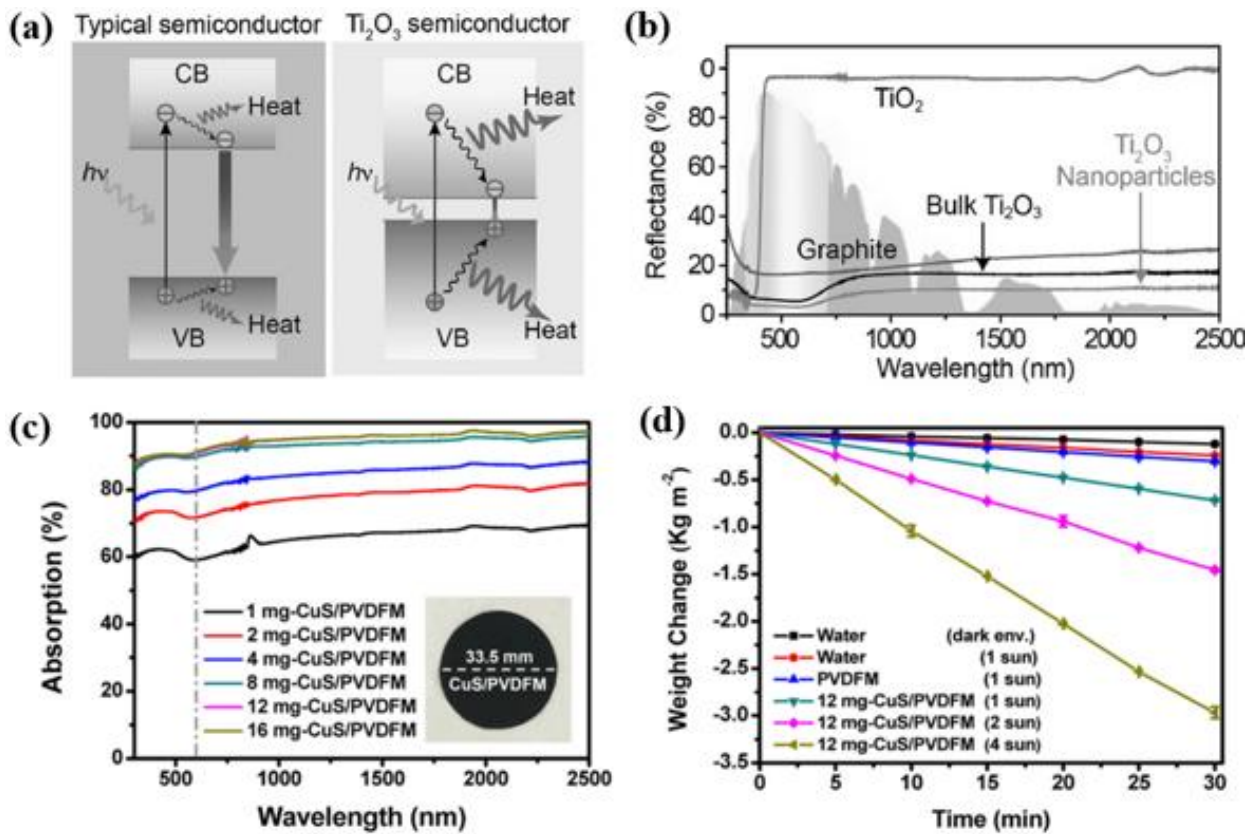 (a)
Typical semiconductor
Ti₂O₃ semiconductor
CB
Heat
hν
Heat
VB
CB
Heat
hν
Heat
VB
(b)
Reflectance (%)
0
80
60
40
20
0
TiO₂
Ti₂O₃
Nanoparticles
Bulk Ti₂O₃
Graphite
500 1000 1500 2000 2500
Wavelength (nm)
(c)
Absorption (%)
100
80
60
40
20
0
1 mg-CuS/PVDFM
2 mg-CuS/PVDFM
4 mg-CuS/PVDFM
8 mg-CuS/PVDFM
12 mg-CuS/PVDFM
16 mg-CuS/PVDFM
33.5 mm
CuS/PVDFM
500 1000 1500 2000 2500
Wavelength (nm)
(d)
Weight Change (Kg m⁻²)
0.0
-0.5
-1.0
-1.5
-2.0
-2.5
-3.0
-3.5
Water (dark env.)
Water (1 sun)
PVDFM (1 sun)
12 mg-CuS/PVDFM (1 sun)
12 mg-CuS/PVDFM (2 sun)
12 mg-CuS/PVDFM (4 sun)
0 5 10 15 20 25 30
Time (min)